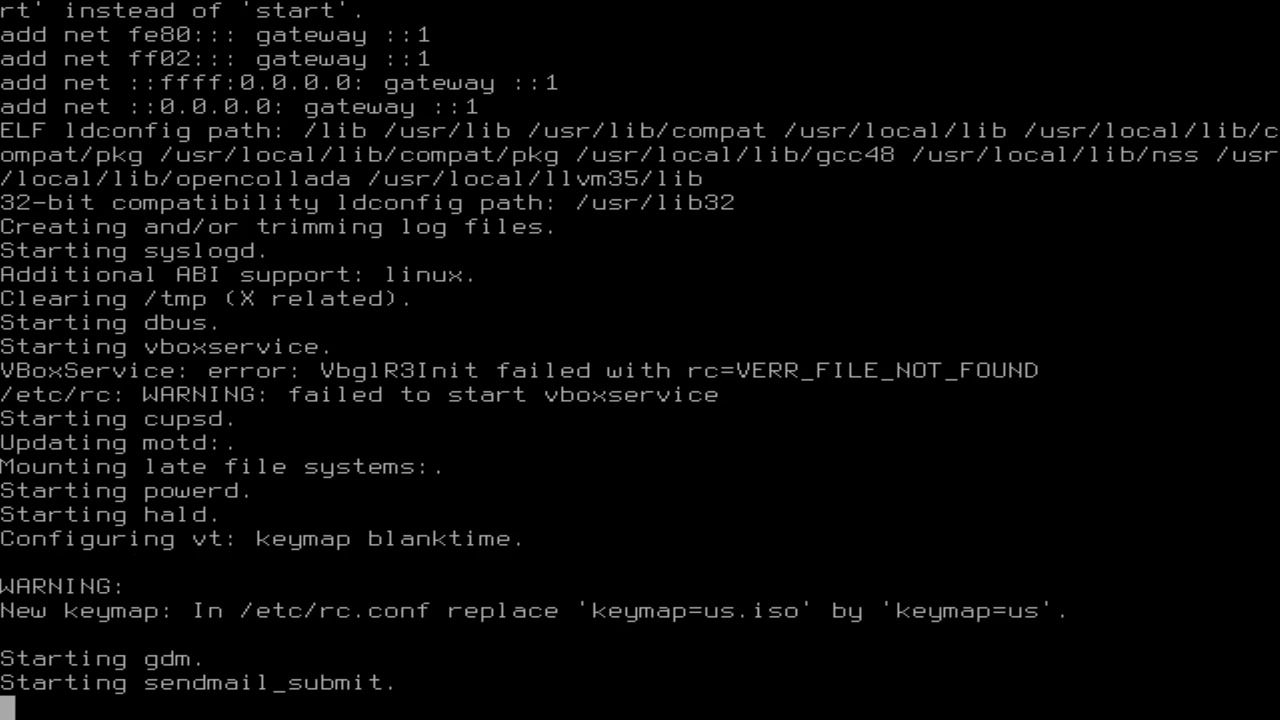 rt' instead of 'start'.
add net fe80::: gateway ::1
add net ff02::: gateway ::1
add net ::ffff:0.0.0.0: gateway ::1
add net ::0.0.0.0: gateway ::1
ELF ldconfig path: /lib /usr/lib /usr/lib/compat /usr/local/lib /usr/local/lib/c
ompat/pkg /usr/local/lib/compat/pkg /usr/local/lib/gcc48 /usr/local/lib/nss /usr
/local/lib/opencollada /usr/local/llvm35/lib
32-bit compatibility ldconfig path: /usr/lib32
Creating and/or trimming log files.
Starting syslogd.
Additional ABI support: linux.
Clearing /tmp (X related).
Starting dbus.
Starting vboxservice.
VBoxService: error: VbglR3Init failed with rc=VERR_FILE_NOT_FOUND
/etc/rc: WARNING: failed to start vboxservice
Starting cupsd.
Updating motd:.
Mounting late file systems:.
Starting powerd.
Starting hald.
Configuring vt: keymap blanktime.
WARNING:
New keymap: In /etc/rc.conf replace 'keymap=us.iso' by 'keymap=us'.
Starting gdm.
Starting sendmail_submit.